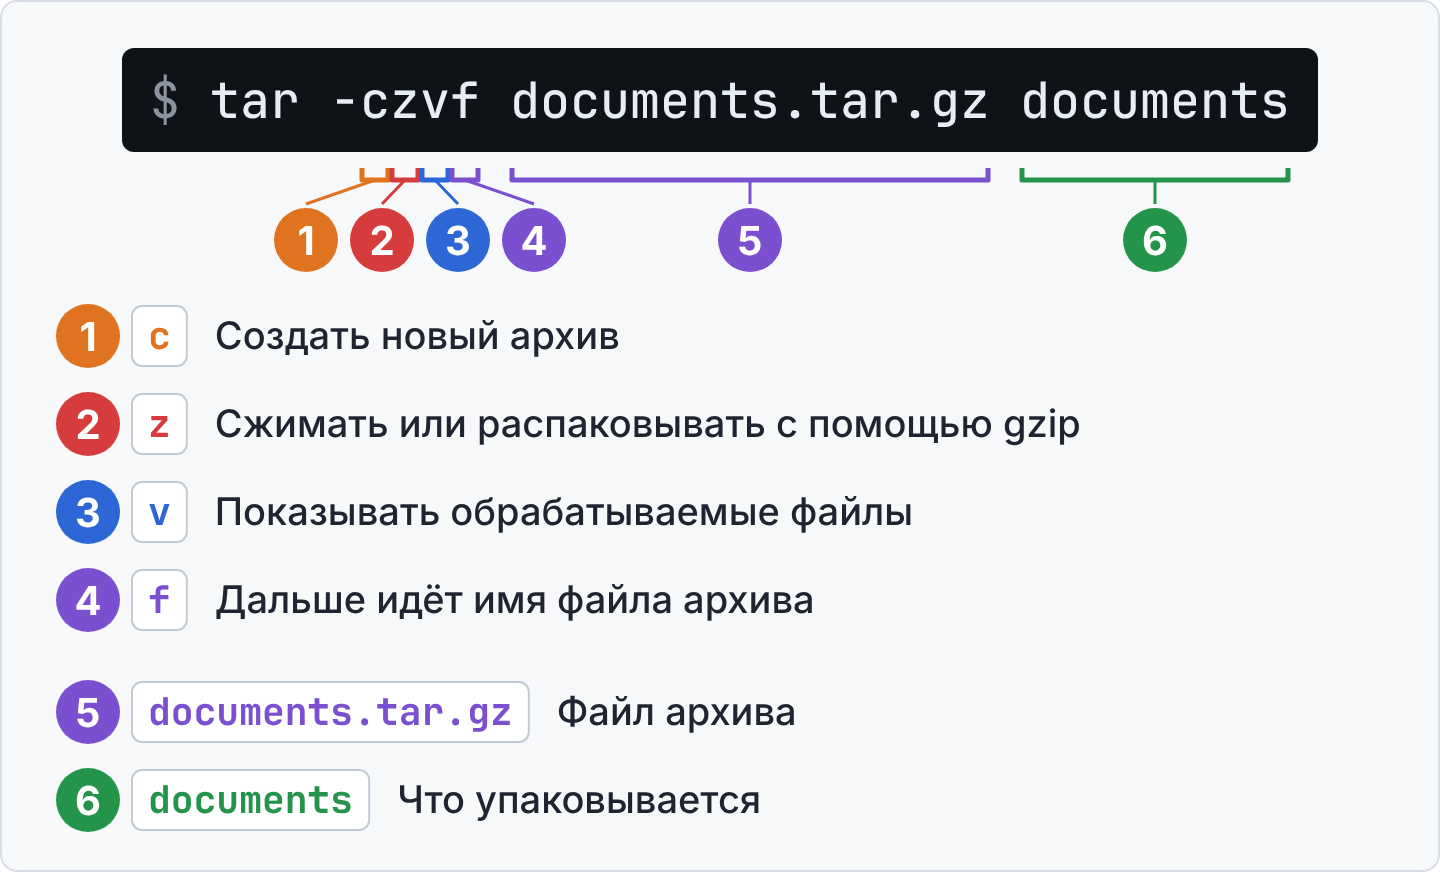 $ tar -czvf documents.tar.gz documents
1 2 3 4 5 6
1 c Создать новый архив
2 z Сжимать или распаковывать с помощью gzip
3 v Показывать обрабатываемые файлы
4 f Дальше идёт имя файла архива
5 documents.tar.gz Файл архива
6 documents Что упаковывается